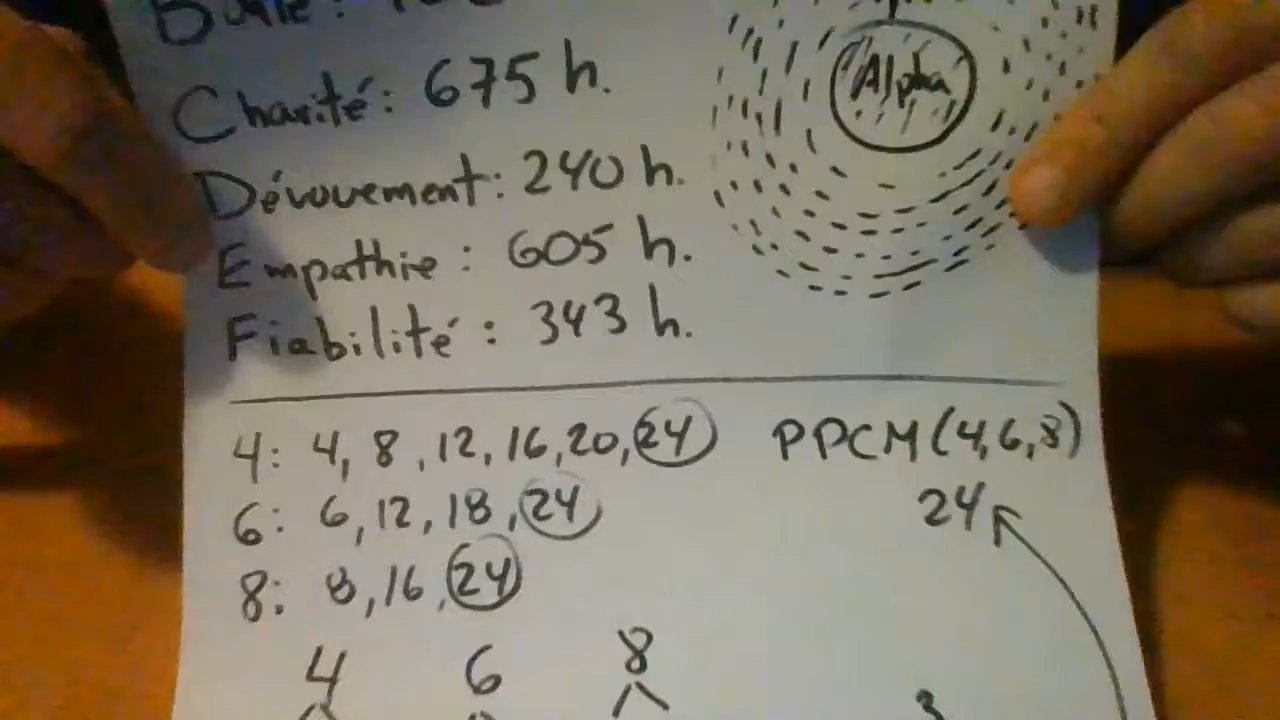 Charité: 675 h.
Alpha
Dévouement: 240 h.
Empathie: 605 h.
Fiabilité: 343 h.
4: 4, 8, 12, 16, 20, 24 PPCM(4,6,8)
6: 6, 12, 18, 24
24
8: 8, 16, 24
4 6 8
3